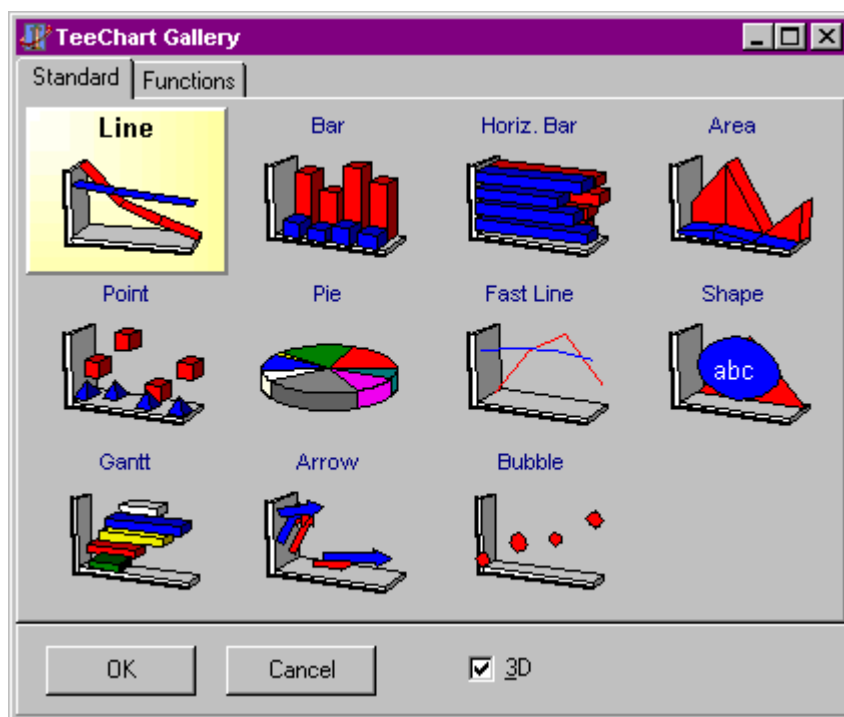 TeeChart Gallery
Standard Functions
Line Bar Horiz. Bar Area
Point Pie Fast Line Shape
abc
Gantt Arrow Bubble
OK Cancel 3D